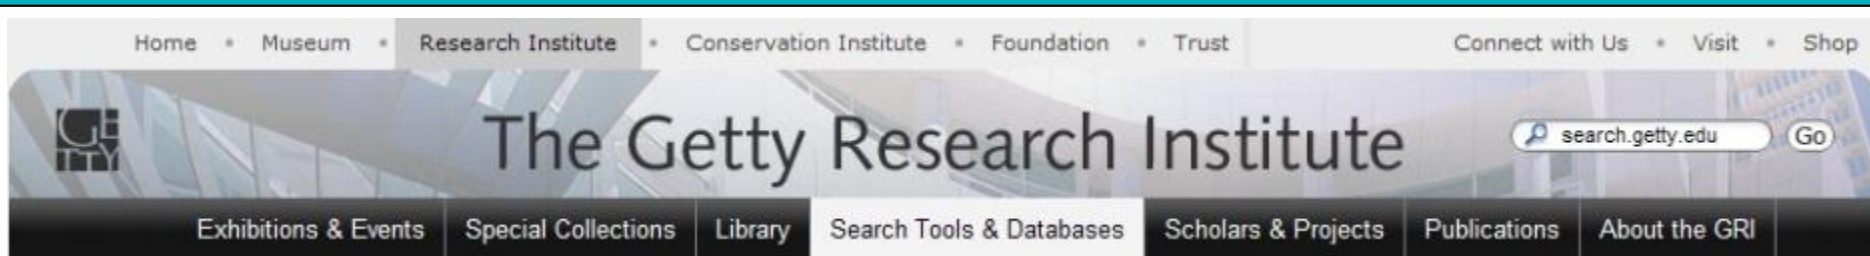 Home • Museum • Research Institute • Conservation Institute • Foundation • Trust Connect with Us • Visit • Shop
GETTY
The Getty Research Institute
search.getty.edu Go
Exhibitions & Events Special Collections Library Search Tools & Databases Scholars & Projects Publications About the GRI